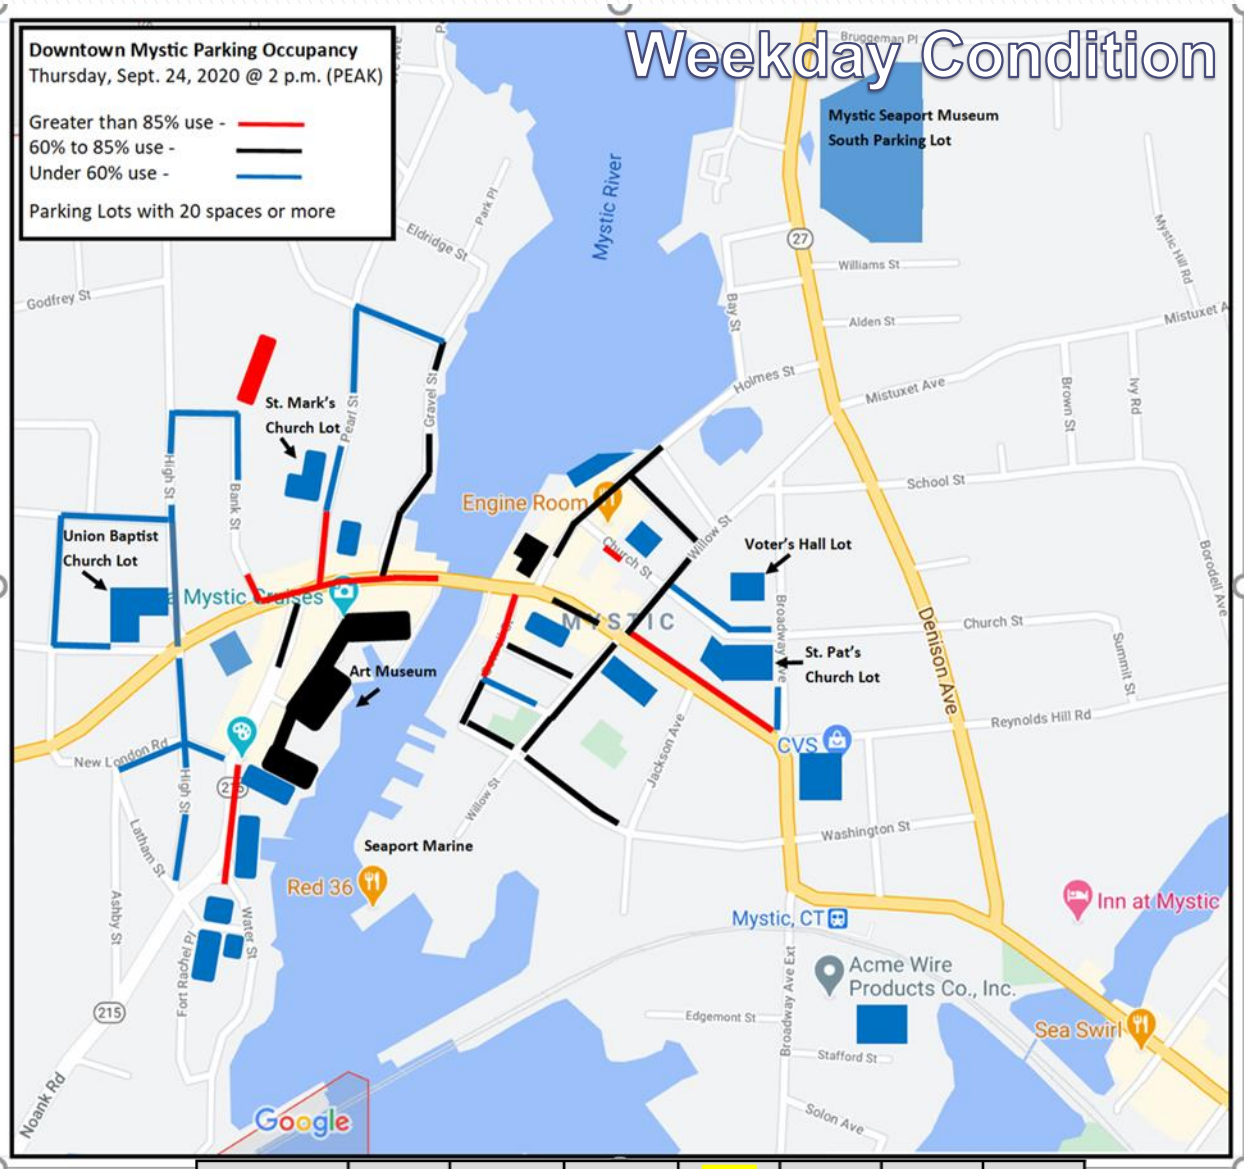 Weekday Condition
Downtown Mystic Parking Occupancy
Thursday, Sept. 24, 2020 @ 2 p.m. (PEAK)
Greater than 85% use -
60% to 85% use -
Under 60% use -
Parking Lots with 20 spaces or more
Bruggeman Pl
Mystic Seaport Museum
South Parking Lot
Mystic River
Park Pl
Eldridge St
27
Williams St
Mystic Hill Rd
Godfrey St
Bay St
Alden St
Mistuxet A
Holmes St
Mistuxet Ave
Brown St
Ivy Rd
Gravel St
Pearl St
St. Mark's
Church Lot
High St
Bank St
School St
Engine Room
Willow St
Church St
Union Baptist
Church Lot
Voter's Hall Lot
Borodell Ave
a Mystic Cruises
MYSTIC
Broadway Ave
Denison Ave
Church St
Summit St
St. Pat's
Church Lot
Art Museum
Reynolds Hill Rd
New London Rd
CVS
Jackson Ave
High St
215
Willow St
Latham St
Washington St
Seaport Marine
Red 36
Ashby St
Water St
Inn at Mystic
Mystic, CT
Fort Rachel Pl
Acme Wire
Products Co., Inc.
215
Broadway Ave Ext
Edgemont St
Sea Swirl
Stafford St
Noank Rd
Google
Solon Ave